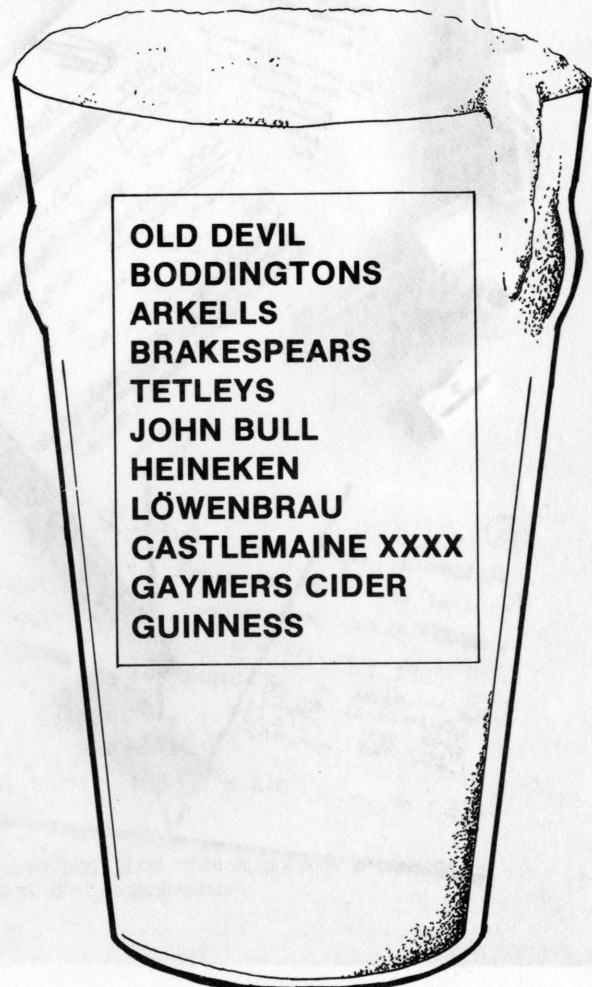 OLD DEVIL
BODDINGTONS
ARKELLS
BRAKESPEARS
TETLEYS
JOHN BULL
HEINEKEN
LÖWENBRAU
CASTLEMAINE XXXX
GAYMERS CIDER
GUINNESS